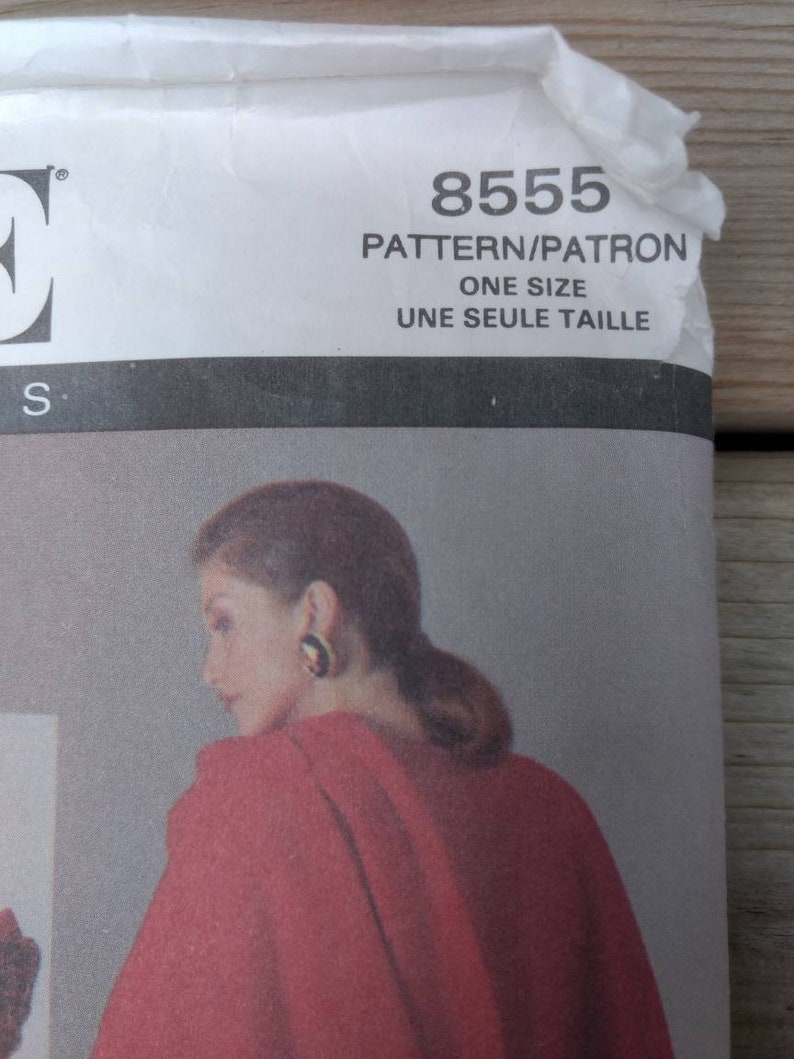 E®
8555
PATTERN/PATRON
ONE SIZE
UNE SEULE TAILLE
S